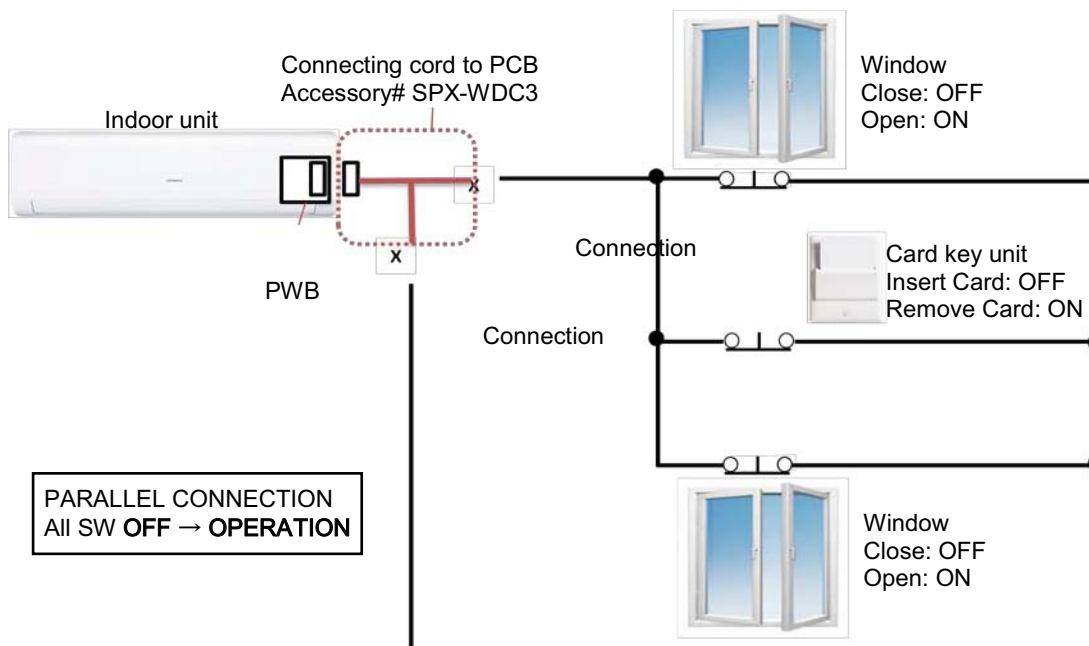 Connecting cord to PCB
Accessory# SPX-WDC3
Indoor unit
Window
Close: OFF
Open: ON
X
X
Connection
PWB
Card key unit
Insert Card: OFF
Remove Card: ON
Connection
PARALLEL CONNECTION
All SW OFF → OPERATION
Window
Close: OFF
Open: ON